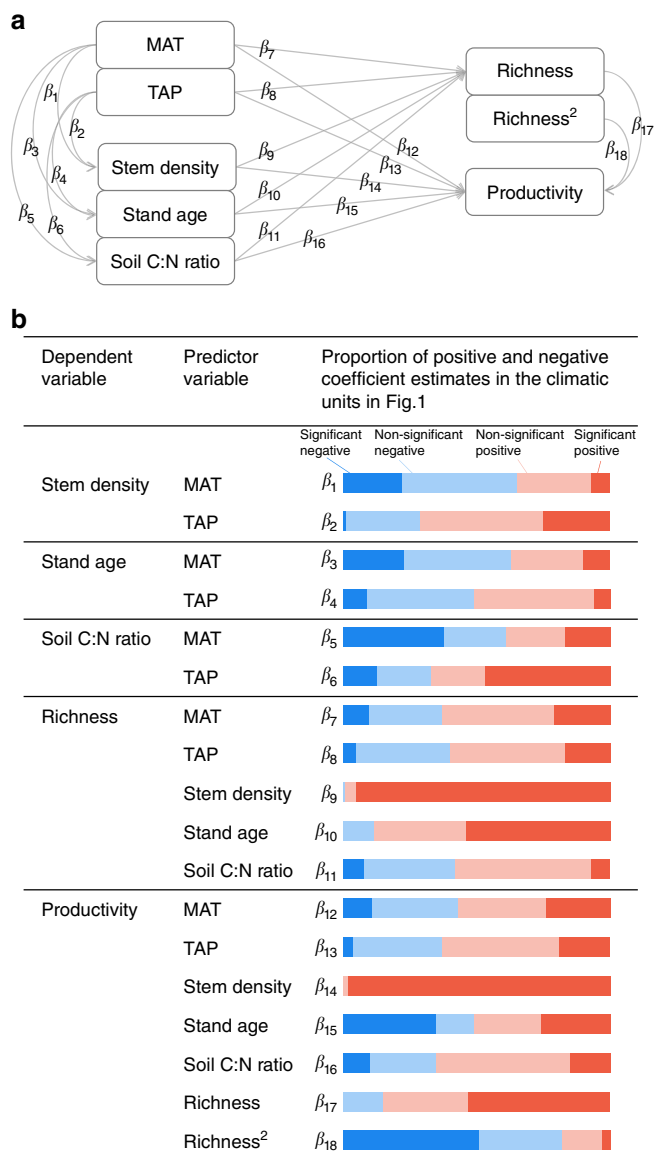 a
MAT
TAP
Stem density
Stand age
Soil C:N ratio
Richness
Richness²
Productivity
β₁
β₂
β₃
β₄
β₅
β₆
β₇
β₈
β₉
β₁₀
β₁₁
β₁₂
β₁₃
β₁₄
β₁₅
β₁₆
β₁₇
β₁₈
b
Dependent variable
Predictor variable
Proportion of positive and negative
coefficient estimates in the climatic
units in Fig.1
Significant negative
Non-significant negative
Non-significant positive
Significant positive
Stem density MAT β₁
TAP β₂
Stand age MAT β₃
TAP β₄
Soil C:N ratio MAT β₅
TAP β₆
Richness MAT β₇
TAP β₈
Stem density β₉
Stand age β₁₀
Soil C:N ratio β₁₁
Productivity MAT β₁₂
TAP β₁₃
Stem density β₁₄
Stand age β₁₅
Soil C:N ratio β₁₆
Richness β₁₇
Richness² β₁₈